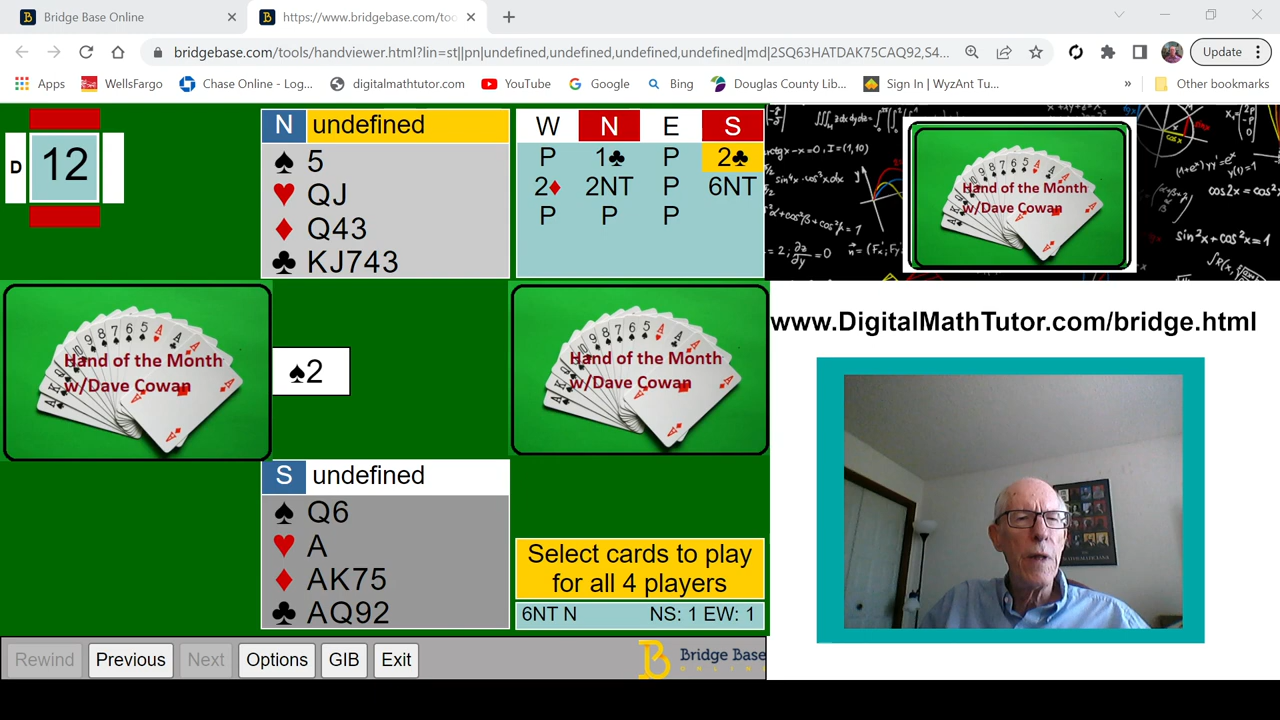 Bridge Base Online
https://www.bridgebase.com/too
bridgebase.com/tools/handviewer.html?lin=st||pn|undefined,undefined,undefined,undefined|md|2SQ63HATDAK75CAQ92,S4...
Update
Apps
WellsFargo
Chase Online - Log...
digitalmathtutor.com
YouTube
Google
Bing
Douglas County Lib...
Sign In | WyzAnt Tu...
»
Other bookmarks
D
12
N undefined
♠ 5
♥ QJ
♦ Q43
♣ KJ743
W N E S
P 1♣ P 2♣
2♦ 2NT P 6NT
P P P
Hand of the Month
w/Dave Cowan
Hand of the Month
w/Dave Cowan
♠2
Hand of the Month
w/Dave Cowan
www.DigitalMathTutor.com/bridge.html
S undefined
♠ Q6
♥ A
♦ AK75
♣ AQ92
Select cards to play
for all 4 players
6NT N NS: 1 EW: 1
Rewind
Previous
Next
Options
GIB
Exit
Bridge Base
ONLINE